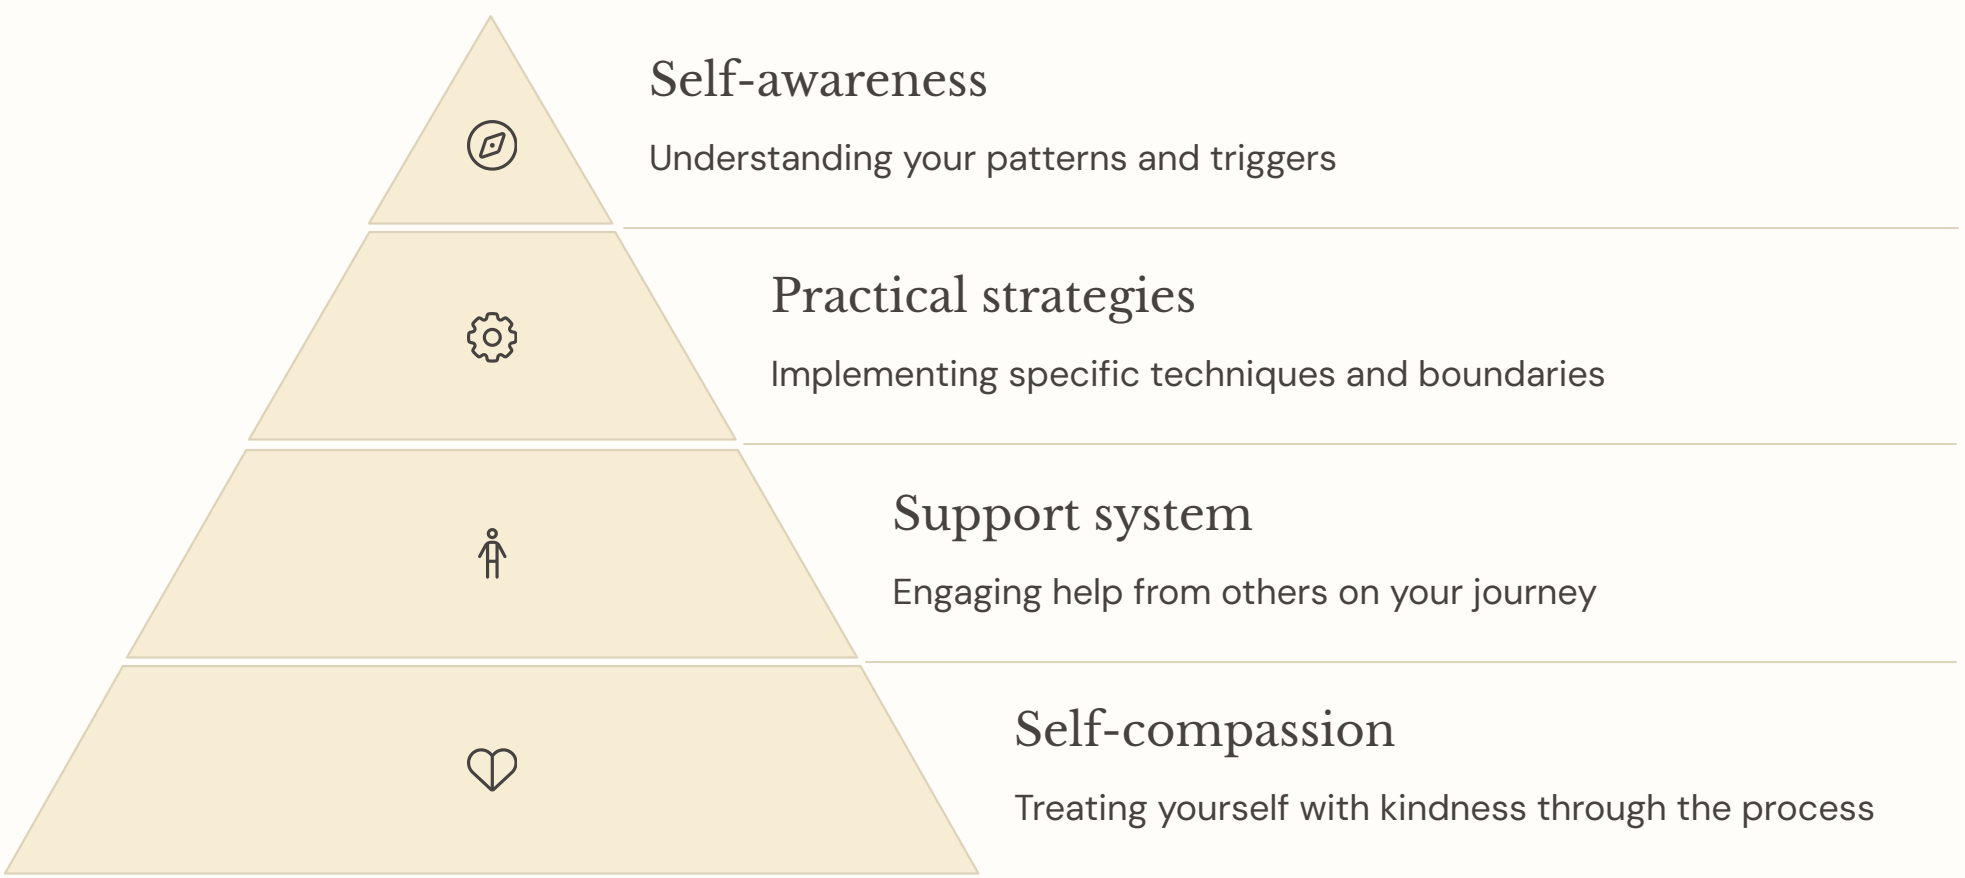 Self-awareness
Understanding your patterns and triggers
Practical strategies
Implementing specific techniques and boundaries
Support system
Engaging help from others on your journey
Self-compassion
Treating yourself with kindness through the process